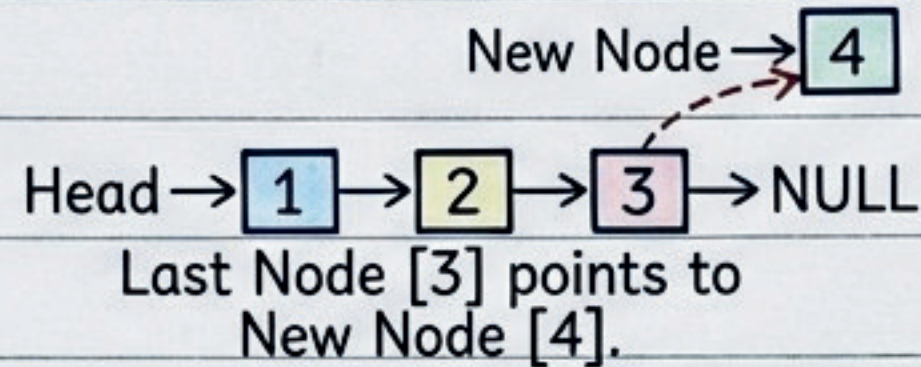 New Node → 4
Head → 1 → 2 → 3 → NULL
Last Node [3] points to
New Node [4].